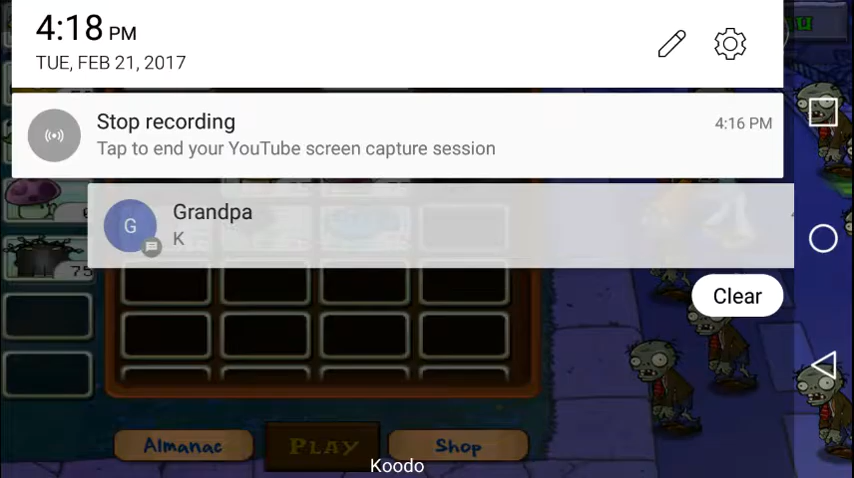 4:18 PM
TUE, FEB 21, 2017
Stop recording
4:16 PM
Tap to end your YouTube screen capture session
G
Grandpa
K
75
Clear
Almanac
PLAY
Shop
Koodo